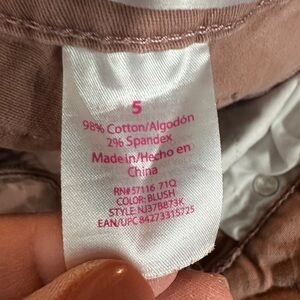 5
98% Cotton/Algodón
2% Spandex
Made in/Hecho en
China
RN#57116 71Q
COLOR: BLUSH
STYLE: NJ37B873K
EAN/UPC 84273315725